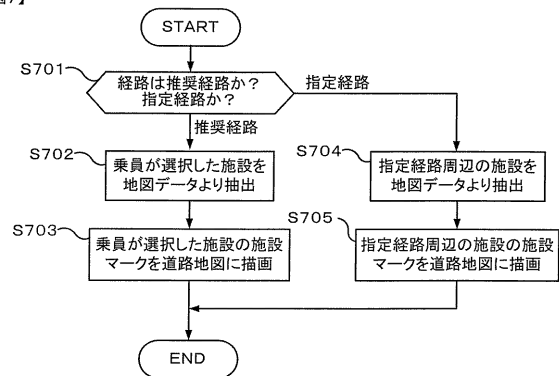 START
S701
経路は推奨経路か？
指定経路か？
指定経路
推奨経路
S702
乗員が選択した施設を
地図データより抽出
S704
指定経路周辺の施設を
地図データより抽出
S703
乗員が選択した施設の施設
マークを道路地図に描画
S705
指定経路周辺の施設の施設
マークを道路地図に描画
END